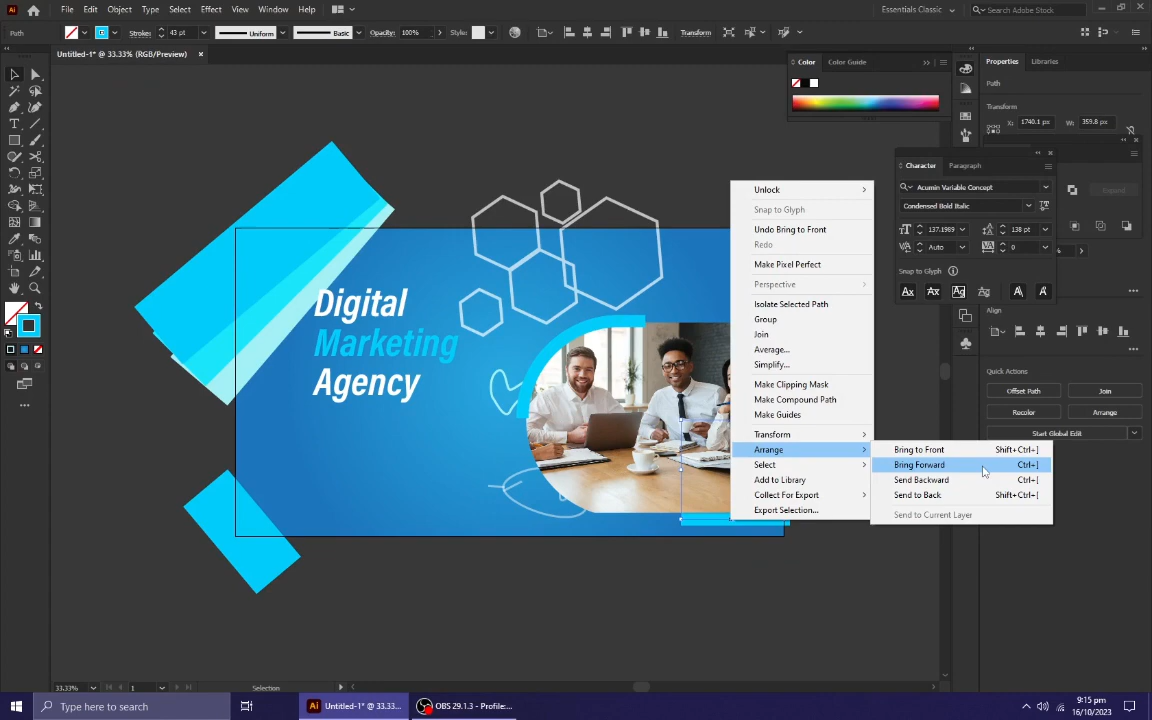 Ai File Edit Object Type Select Effect View Window Help Essentials Classic Search Adobe Stock
Path Stroke: 43 pt Uniform Basic Opacity: 100% Style: Transform
Untitled-1* @ 33.33% (RGB/Preview) ×
Color Color Guide
Properties Libraries
Path
Transform
X: 1740.1 px W: 359.8 px
Character Paragraph
Acumin Variable Concept
Condensed Bold Italic
137.1989 138 pt
Auto 0
Snap to Glyph
Expand
Align
Quick Actions
Offset Path Join
Recolor Arrange
Start Global Edit
Digital
Marketing
Agency
Unlock
Snap to Glyph
Undo Bring to Front
Redo
Make Pixel Perfect
Perspective
Isolate Selected Path
Group
Join
Average...
Simplify...
Make Clipping Mask
Make Compound Path
Make Guides
Transform
Arrange
Select
Add to Library
Collect For Export
Export Selection...
Bring to Front Shift+Ctrl+]
Bring Forward Ctrl+]
Send Backward Ctrl+[
Send to Back Shift+Ctrl+[
Send to Current Layer
33.33% 1 Selection
Type here to search
Ai Untitled-1* @ 33.33...
OBS 29.1.3 - Profile:...
9:15 pm
16/10/2023